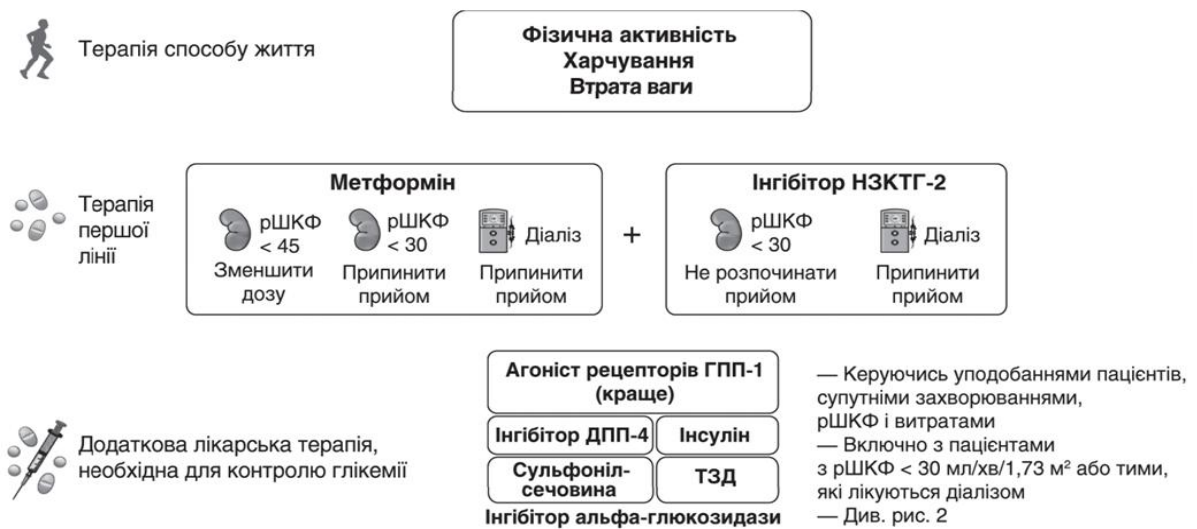 Терапія способу життя
Фізична активність
Харчування
Втрата ваги
Терапія
першої
лінії
Метформін
рШКФ
< 45
Зменшити
дозу
рШКФ
< 30
Припинити
прийом
Діаліз
Припинити
прийом
+
Інгібітор НЗКТГ-2
рШКФ
< 30
Не розпочинати
прийом
Діаліз
Припинити
прийом
Додаткова лікарська терапія,
необхідна для контролю глікемії
Агоніст рецепторів ГПП-1
(краще)
Інгібітор ДПП-4
Інсулін
Сульфоніл-
сечовина
ТЗД
Інгібітор альфа-глюкозидази
— Керуючись уподобаннями пацієнтів,
супутніми захворюваннями,
рШКФ і витратами
— Включно з пацієнтами
з рШКФ < 30 мл/хв/1,73 м² або тими,
які лікуються діалізом
— Див. рис. 2